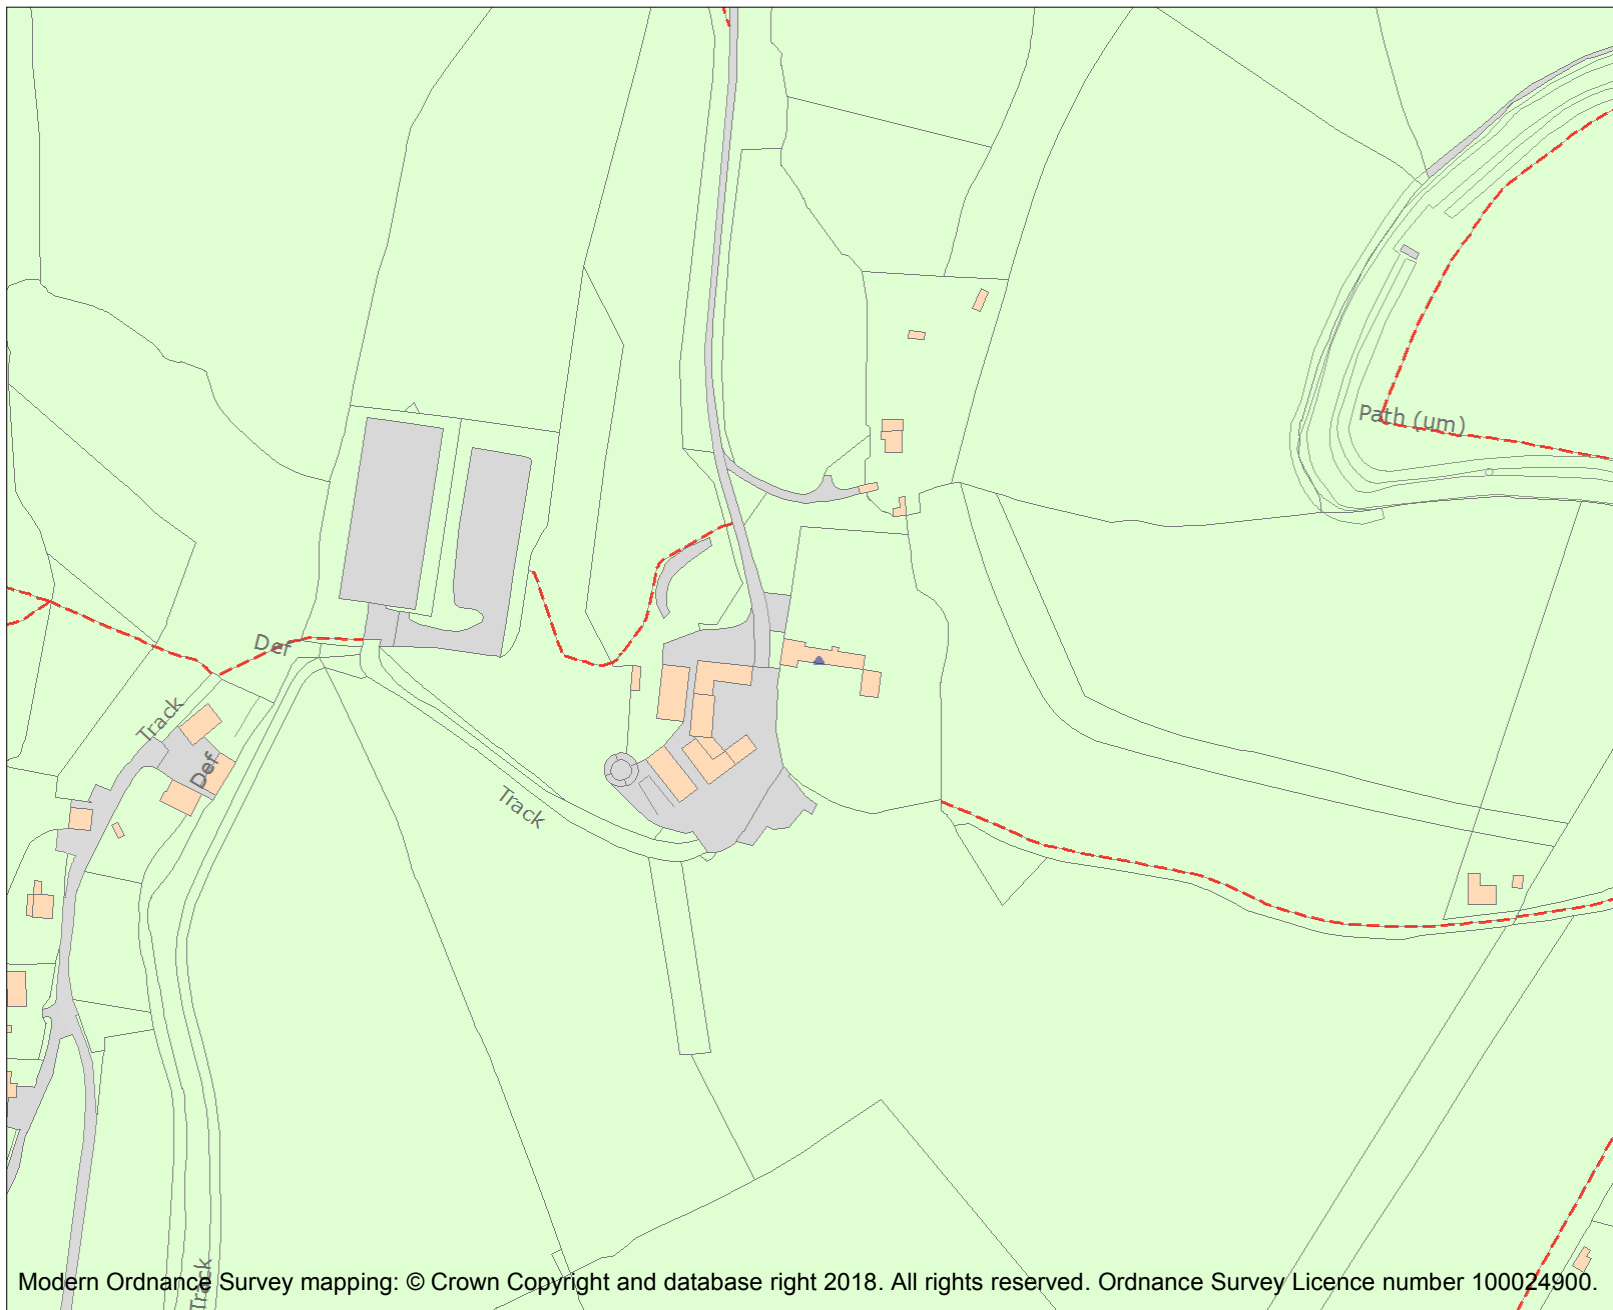 Path (um)
Def
Track
Def
Track
Track
Modern Ordnance Survey mapping: © Crown Copyright and database right 2018. All rights reserved. Ordnance Survey Licence number 100024900.